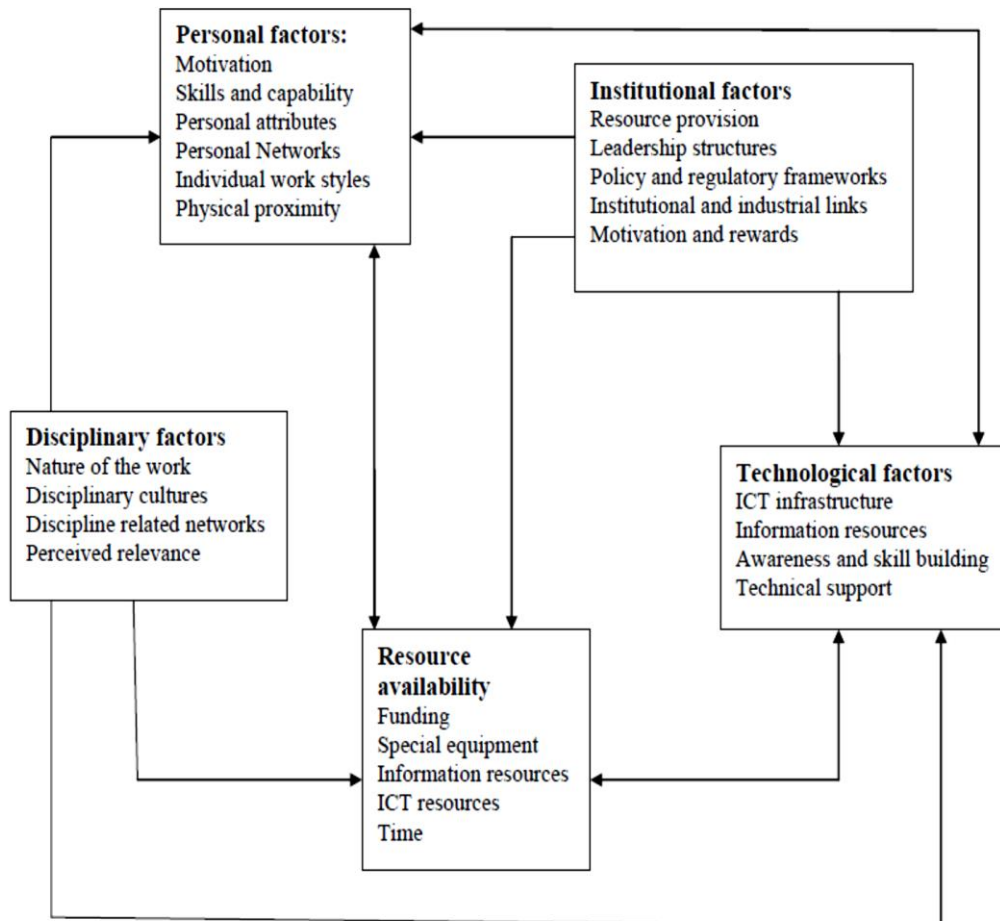 Personal factors:
Motivation
Skills and capability
Personal attributes
Personal Networks
Individual work styles
Physical proximity
Institutional factors
Resource provision
Leadership structures
Policy and regulatory frameworks
Institutional and industrial links
Motivation and rewards
Disciplinary factors
Nature of the work
Disciplinary cultures
Discipline related networks
Perceived relevance
Technological factors
ICT infrastructure
Information resources
Awareness and skill building
Technical support
Resource
availability
Funding
Special equipment
Information resources
ICT resources
Time